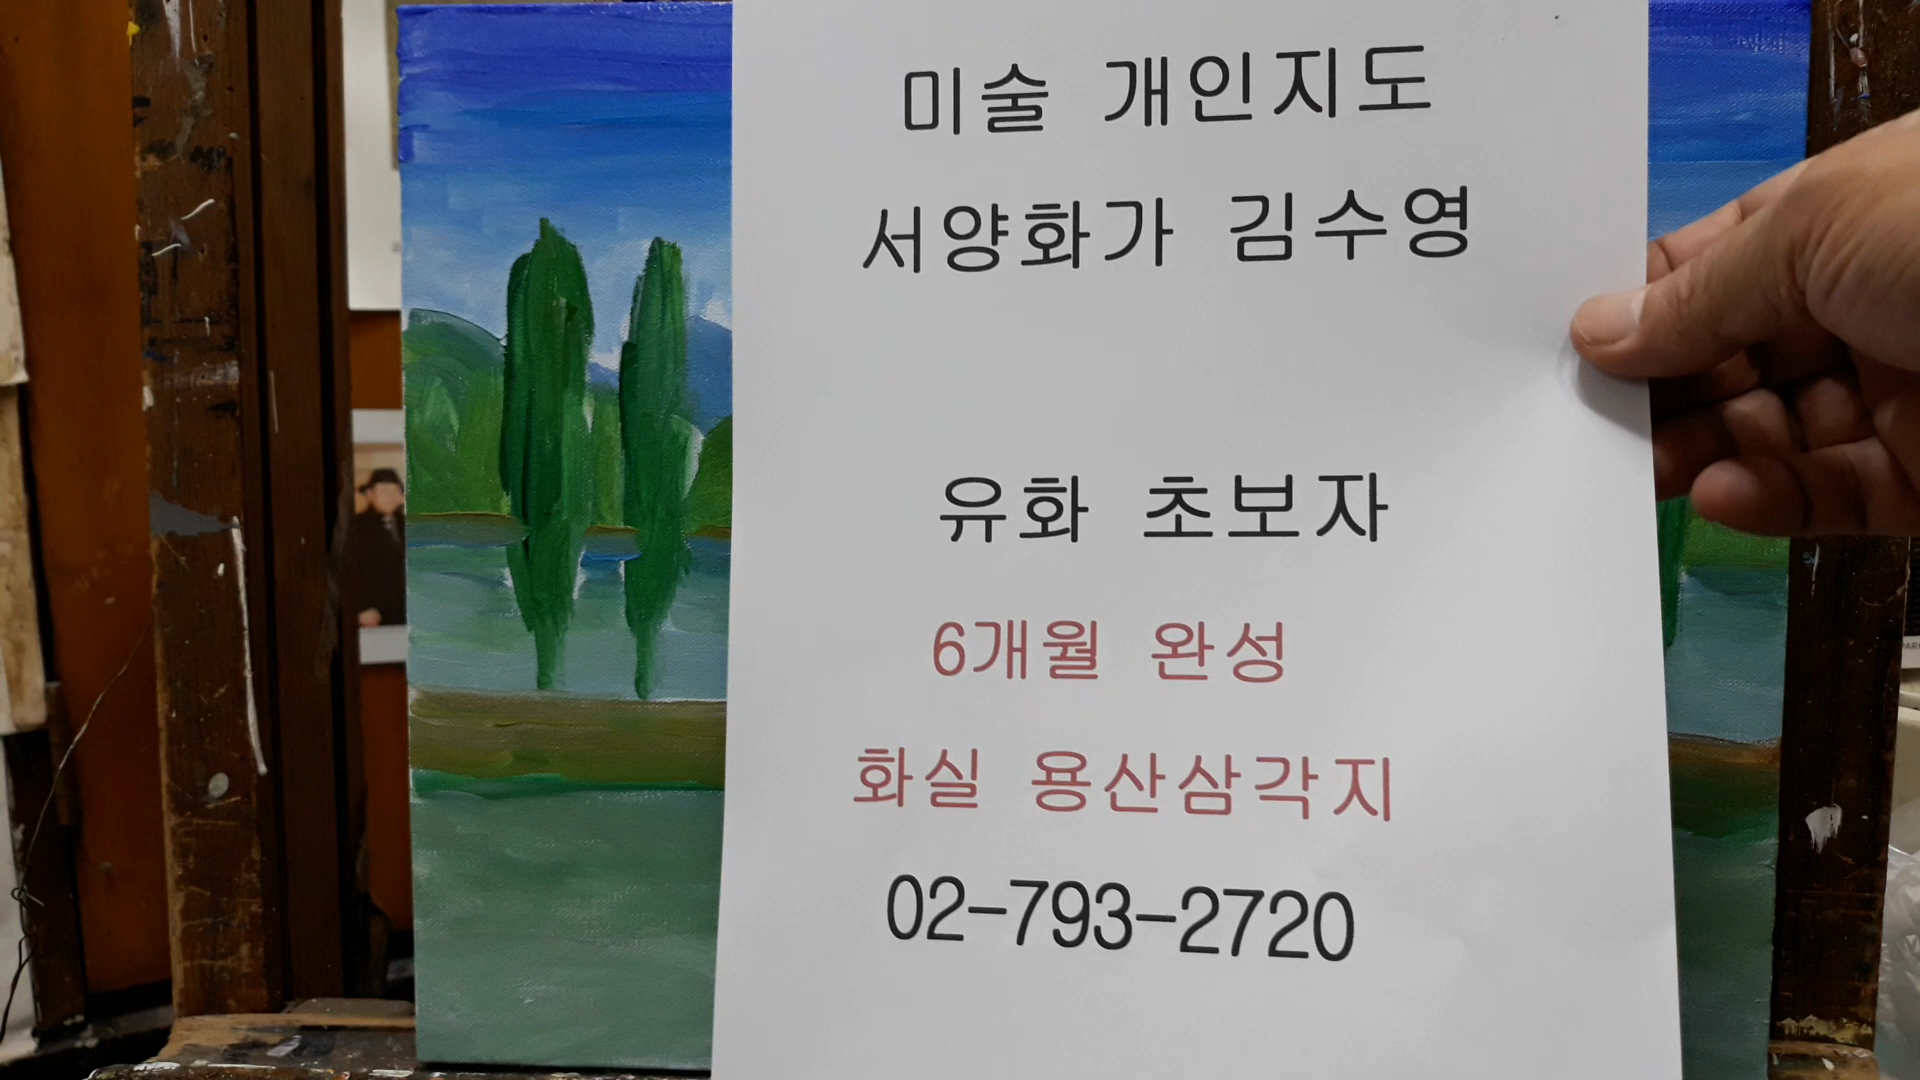 미술 개인지도
서양화가 김수영
유화 초보자
6개월 완성
화실 용산삼각지
02-793-2720